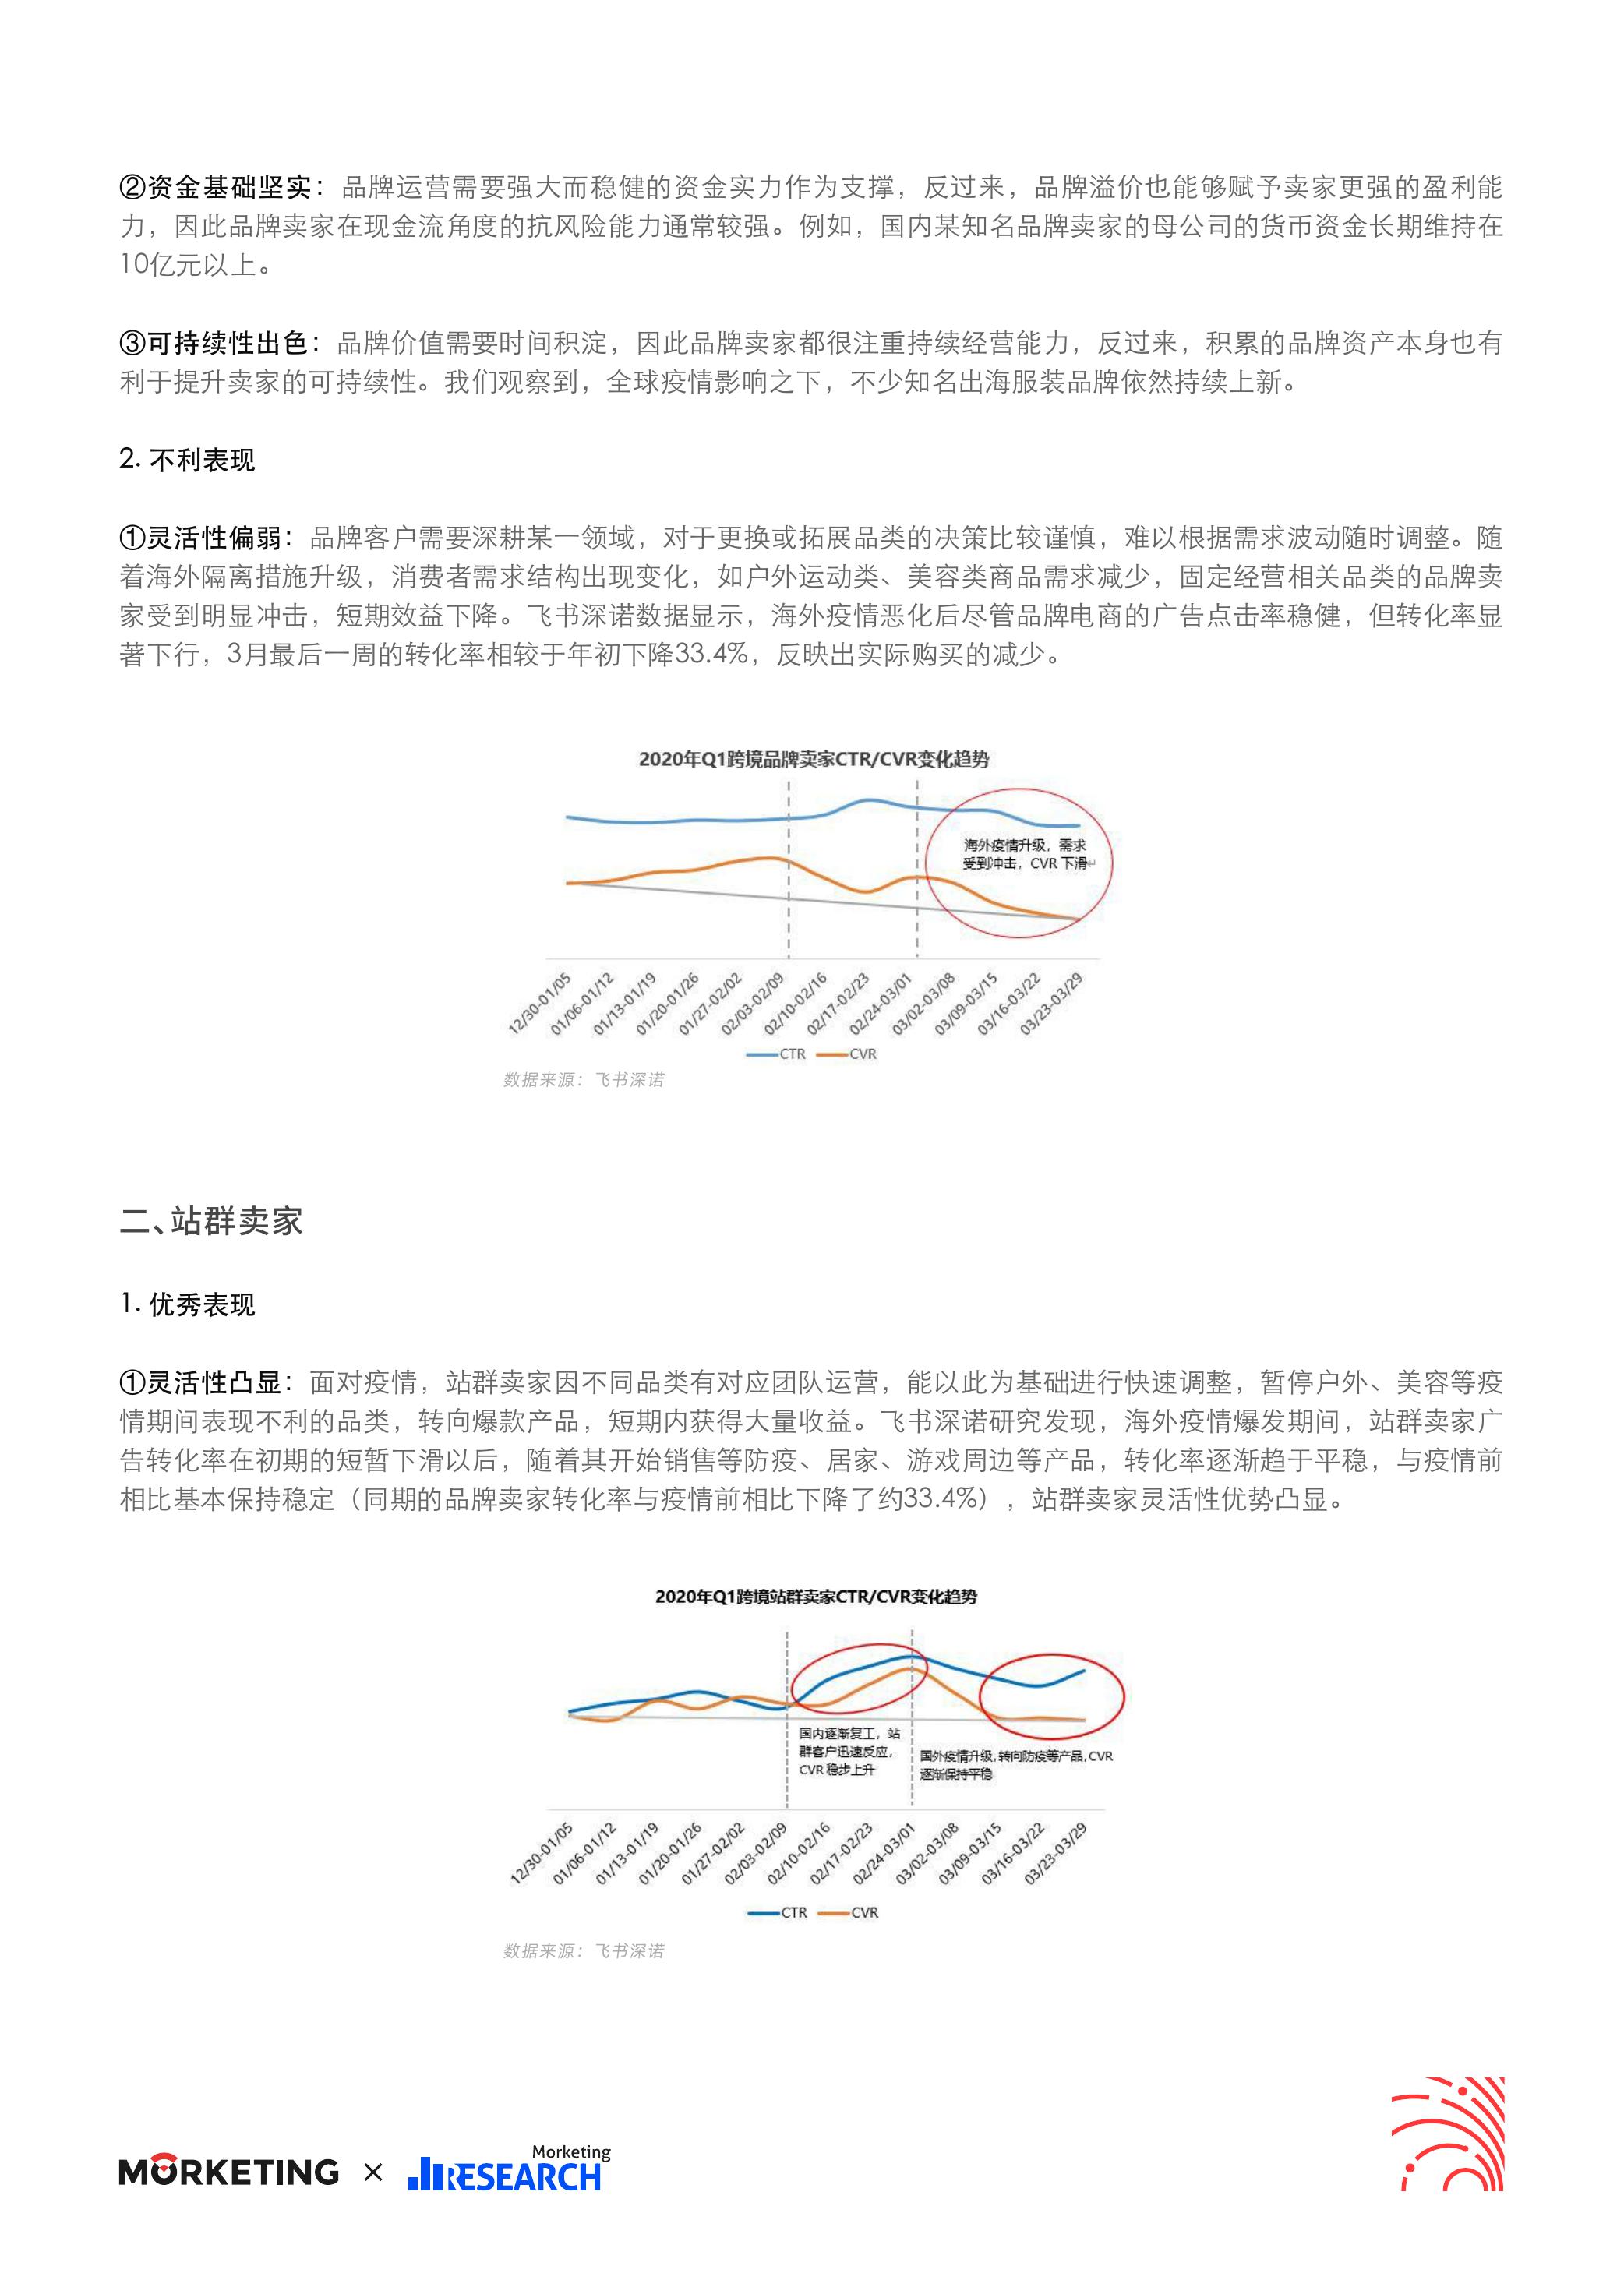 ②资金基础坚实：品牌运营需要强大而稳健的资金实力作为支撑，反过来，品牌溢价也能够赋予卖家更强的盈利能
力，因此品牌卖家在现金流角度的抗风险能力通常较强。例如，国内某知名品牌卖家的母公司的货币资金长期维持在
10亿元以上。
③可持续性出色：品牌价值需要时间积淀，因此品牌卖家都很注重持续经营能力，反过来，积累的品牌资产本身也有
利于提升卖家的可持续性。我们观察到，全球疫情影响之下，不少知名出海服装品牌依然持续上新。
2. 不利表现
①灵活性偏弱：品牌客户需要深耕某一领域，对于更换或拓展品类的决策比较谨慎，难以根据需求波动随时调整。随
着海外隔离措施升级，消费者需求结构出现变化，如户外运动类、美容类商品需求减少，固定经营相关品类的品牌卖
家受到明显冲击，短期效益下降。飞书深诺数据显示，海外疫情恶化后尽管品牌电商的广告点击率稳健，但转化率显
著下行，3月最后一周的转化率相较于年初下降33.4%，反映出实际购买的减少。
2020年Q1跨境品牌卖家CTR/CVR变化趋势
海外疫情升级，需求
受到冲击，CVR 下滑
12/30-01/05
01/06-01/12
01/13-01/19
01/20-01/26
01/27-02/02
02/03-02/09
02/10-02/16
02/17-02/23
02/24-03/01
03/02-03/08
03/09-03/15
03/16-03/22
03/23-03/29
CTR CVR
数据来源：飞书深诺
二、站群卖家
1. 优秀表现
①灵活性凸显：面对疫情，站群卖家因不同品类有对应团队运营，能以此为基础进行快速调整，暂停户外、美容等疫
情期间表现不利的品类，转向爆款产品，短期内获得大量收益。飞书深诺研究发现，海外疫情爆发期间，站群卖家广
告转化率在初期的短暂下滑以后，随着其开始销售等防疫、居家、游戏周边等产品，转化率逐渐趋于平稳，与疫情前
相比基本保持稳定（同期的品牌卖家转化率与疫情前相比下降了约33.4%），站群卖家灵活性优势凸显。
2020年Q1跨境站群卖家CTR/CVR变化趋势
国内逐渐复工，站
群客户迅速反应，
CVR 稳步上升
国外疫情升级,转向防疫等产品,CVR
逐渐保持平稳
12/30-01/05
01/06-01/12
01/13-01/19
01/20-01/26
01/27-02/02
02/03-02/09
02/10-02/16
02/17-02/23
02/24-03/01
03/02-03/08
03/09-03/15
03/16-03/22
03/23-03/29
CTR CVR
数据来源：飞书深诺
MORKETING × Morketing
RESEARCH